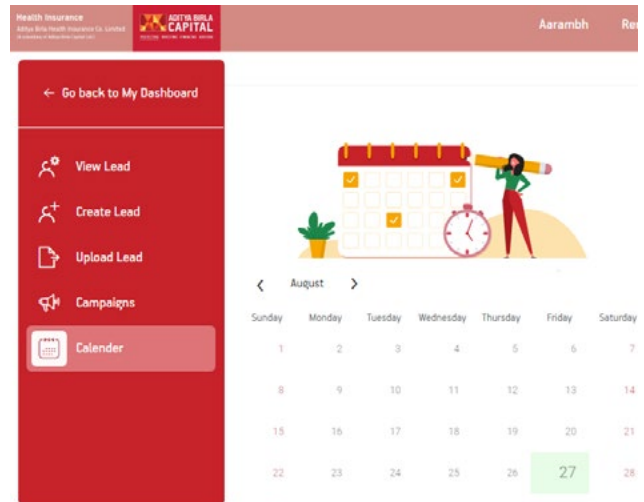 Health Insurance
Aditya Birla Health Insurance Co. Limited
ADITYA BIRLA
CAPITAL
Aarambh
← Go back to My Dashboard
View Lead
Create Lead
Upload Lead
Campaigns
Calender
August
Sunday Monday Tuesday Wednesday Thursday Friday Saturday
1 2 3 4 5 6 7
8 9 10 11 12 13 14
15 16 17 18 19 20 21
22 23 24 25 26 27 28